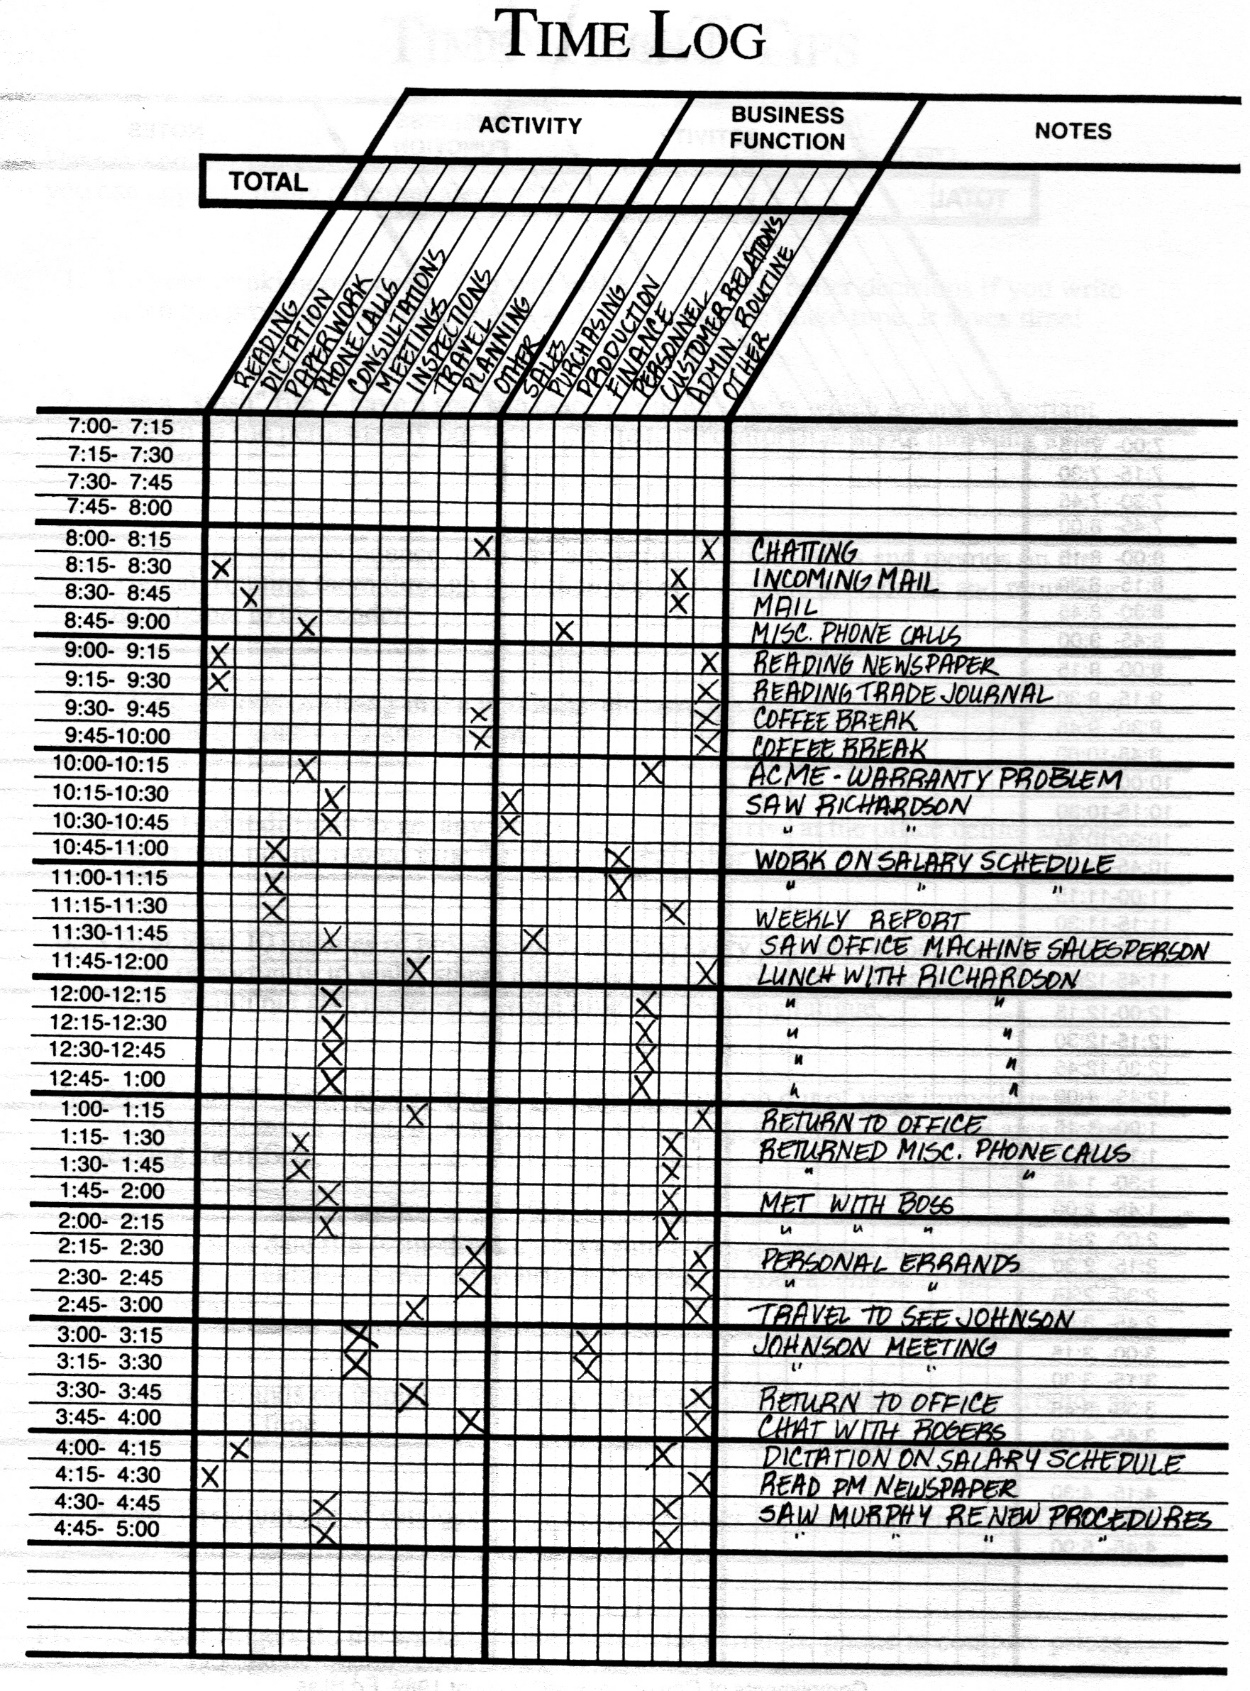 TIME LOG
ACTIVITY
BUSINESS FUNCTION
NOTES
TOTAL
READING
DICTATION
PAPERWORK
PHONE CALLS
CONSULTATIONS
MEETINGS
INSPECTIONS
TRAVEL
PLANNING
OTHER
SALES
PURCHASING
PRODUCTION
FINANCE
PERSONNEL
CUSTOMER RELATIONS
ADMIN. ROUTINE
OTHER
7:00- 7:15
7:15- 7:30
7:30- 7:45
7:45- 8:00
8:00- 8:15 X X CHATTING
8:15- 8:30 X X INCOMING MAIL
8:30- 8:45 X X MAIL
8:45- 9:00 X X MISC. PHONE CALLS
9:00- 9:15 X X READING NEWSPAPER
9:15- 9:30 X X READING TRADE JOURNAL
9:30- 9:45 X X COFFEE BREAK
9:45-10:00 X X COFFEE BREAK
10:00-10:15 X X ACME - WARRANTY PROBLEM
10:15-10:30 X X SAW RICHARDSON
10:30-10:45 X X " "
10:45-11:00 X X WORK ON SALARY SCHEDULE
11:00-11:15 X X " " "
11:15-11:30 X X WEEKLY REPORT
11:30-11:45 X X SAW OFFICE MACHINE SALESPERSON
11:45-12:00 X X LUNCH WITH RICHARDSON
12:00-12:15 X X " "
12:15-12:30 X X " "
12:30-12:45 X X " "
12:45- 1:00 X X " "
1:00- 1:15 X X RETURN TO OFFICE
1:15- 1:30 X X RETURNED MISC. PHONE CALLS
1:30- 1:45 X X " "
1:45- 2:00 X X MET WITH BOSS
2:00- 2:15 X X " " "
2:15- 2:30 X X PERSONAL ERRANDS
2:30- 2:45 X X " "
2:45- 3:00 X X TRAVEL TO SEE JOHNSON
3:00- 3:15 X X JOHNSON MEETING
3:15- 3:30 X X " "
3:30- 3:45 X X RETURN TO OFFICE
3:45- 4:00 X X CHAT WITH ROGERS
4:00- 4:15 X X DICTATION ON SALARY SCHEDULE
4:15- 4:30 X X READ PM NEWSPAPER
4:30- 4:45 X X SAW MURPHY RE NEW PROCEDURES
4:45- 5:00 X X " " " "